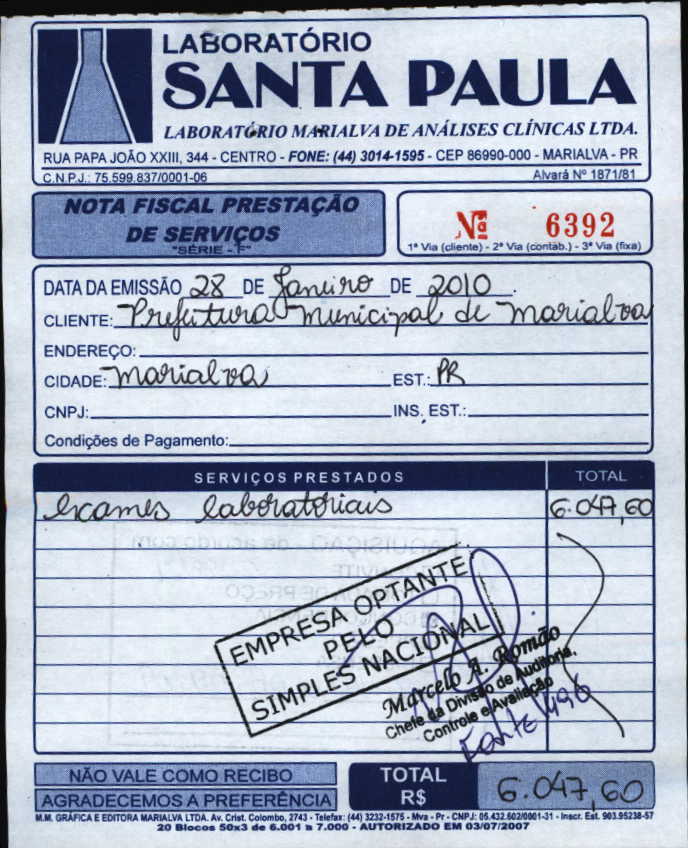 LABORATÓRIO
SANTA PAULA
LABORATÓRIO MARIALVA DE ANÁLISES CLÍNICAS LTDA.
RUA PAPA JOÃO XXIII, 344 - CENTRO - FONE: (44) 3014-1595 - CEP 86990-000 - MARIALVA - PR
C.N.P.J.: 75.599.837/0001-06 Alvará Nº 1871/81
NOTA FISCAL PRESTAÇÃO
DE SERVIÇOS
"SÉRIE - F"
Nº 6392
1ª Via (cliente) - 2ª Via (contab.) - 3ª Via (fixa)
DATA DA EMISSÃO 28 DE Janeiro DE 2010.
CLIENTE: Prefeitura Municipal de Marialva
ENDEREÇO:
CIDADE: Marialva EST.: PR
CNPJ: INS. EST.:
Condições de Pagamento:
SERVIÇOS PRESTADOS TOTAL
Exames laboratoriais 6.047,60
EMPRESA OPTANTE
PELO
SIMPLES NACIONAL
Marcelo A. Romão
Chefe da Divisão de Auditoria,
Controle e Avaliação
Fonte 496
NÃO VALE COMO RECIBO
AGRADECEMOS A PREFERÊNCIA
TOTAL
R$ 6.047,60
M.M. GRÁFICA E EDITORA MARIALVA LTDA. Av. Crist. Colombo, 2743 - Telefax: (44) 3232-1575 - Mva - Pr - CNPJ: 05.432.602/0001-31 - Inscr. Est. 903.95238-57
20 Blocos 50x3 de 6.001 a 7.000 - AUTORIZADO EM 03/07/2007